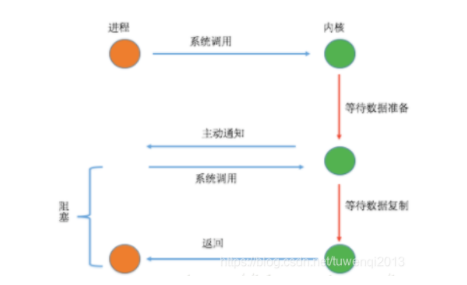 进程
内核
系统调用
等待数据准备
主动通知
系统调用
阻塞
等待数据复制
返回
https://blog.csdn.net/tuwenqi2013